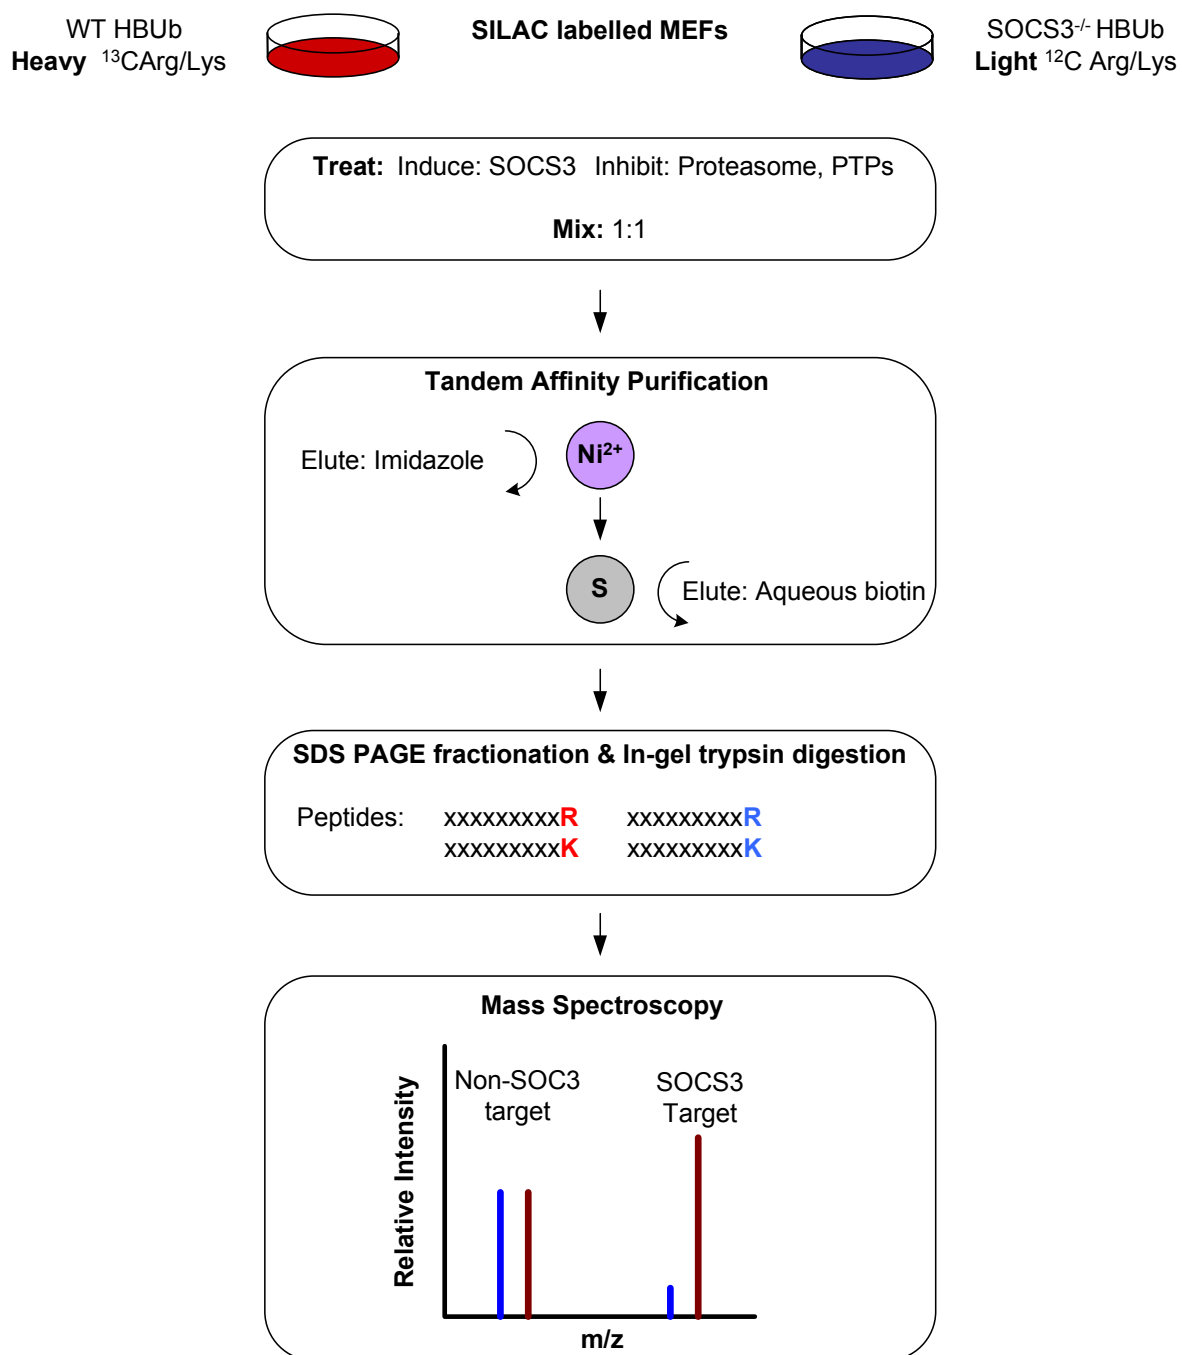 WT HBUb
Heavy ¹³CArg/Lys
SILAC labelled MEFs
SOCS3⁻/⁻ HBUb
Light ¹²C Arg/Lys
Treat: Induce: SOCS3 Inhibit: Proteasome, PTPs
Mix: 1:1
Tandem Affinity Purification
Elute: Imidazole
Ni²⁺
S
Elute: Aqueous biotin
SDS PAGE fractionation & In-gel trypsin digestion
Peptides: xxxxxxxxxR xxxxxxxxxR
xxxxxxxxxK xxxxxxxxxK
Mass Spectroscopy
Non-SOC3
target
SOCS3
Target
Relative Intensity
m/z